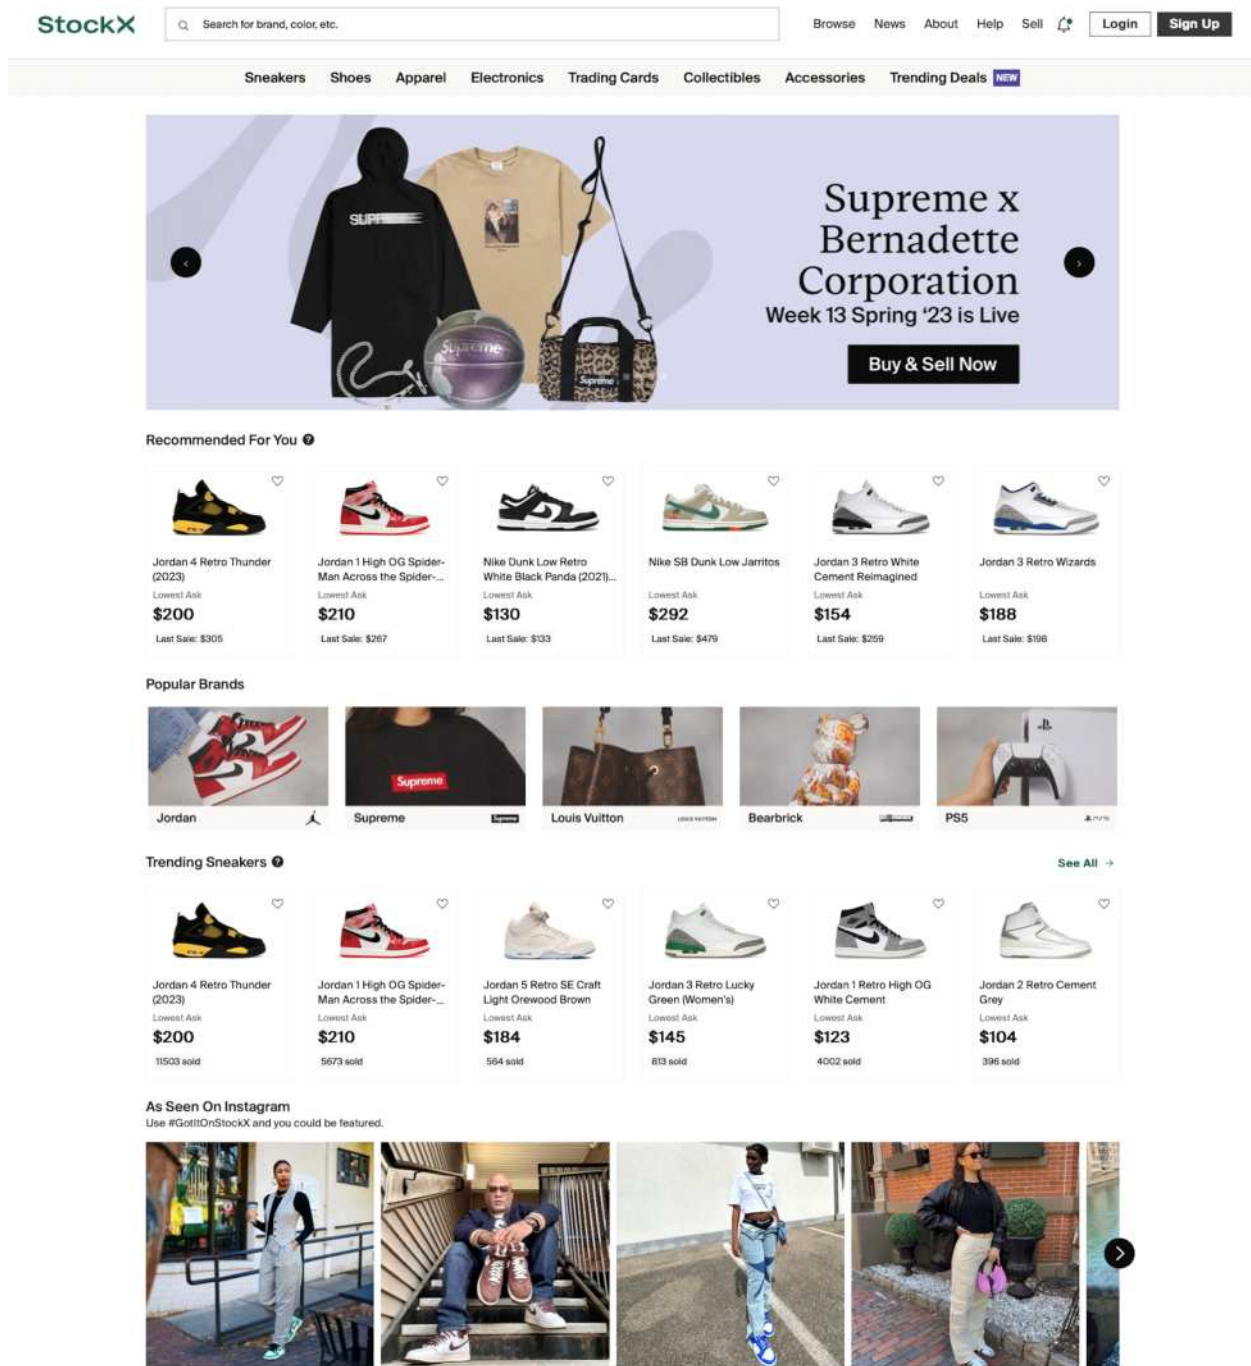 StockX
Search for brand, color, etc.
Browse News About Help Sell Login Sign Up
Sneakers Shoes Apparel Electronics Trading Cards Collectibles Accessories Trending Deals NEW
SUPR
Supreme
Supreme
Supreme x
Bernadette
Corporation
Week 13 Spring ‘23 is Live
Buy & Sell Now
Recommended For You
Jordan 4 Retro Thunder
(2023)
Lowest Ask
$200
Last Sale: $305
Jordan 1 High OG Spider-
Man Across the Spider-...
Lowest Ask
$210
Last Sale: $267
Nike Dunk Low Retro
White Black Panda (2021)...
Lowest Ask
$130
Last Sale: $133
Nike SB Dunk Low Jarritos
Lowest Ask
$292
Last Sale: $479
Jordan 3 Retro White
Cement Reimagined
Lowest Ask
$154
Last Sale: $259
Jordan 3 Retro Wizards
Lowest Ask
$188
Last Sale: $198
Popular Brands
Supreme
Jordan
Supreme Supreme
Louis Vuitton LOUIS VUITTON
Bearbrick
PS5 PS5
Trending Sneakers
See All
Jordan 4 Retro Thunder
(2023)
Lowest Ask
$200
11503 sold
Jordan 1 High OG Spider-
Man Across the Spider-...
Lowest Ask
$210
5673 sold
Jordan 5 Retro SE Craft
Light Orewood Brown
Lowest Ask
$184
564 sold
Jordan 3 Retro Lucky
Green (Women's)
Lowest Ask
$145
813 sold
Jordan 1 Retro High OG
White Cement
Lowest Ask
$123
4002 sold
Jordan 2 Retro Cement
Grey
Lowest Ask
$104
396 sold
As Seen On Instagram
Use #GotItOnStockX and you could be featured.